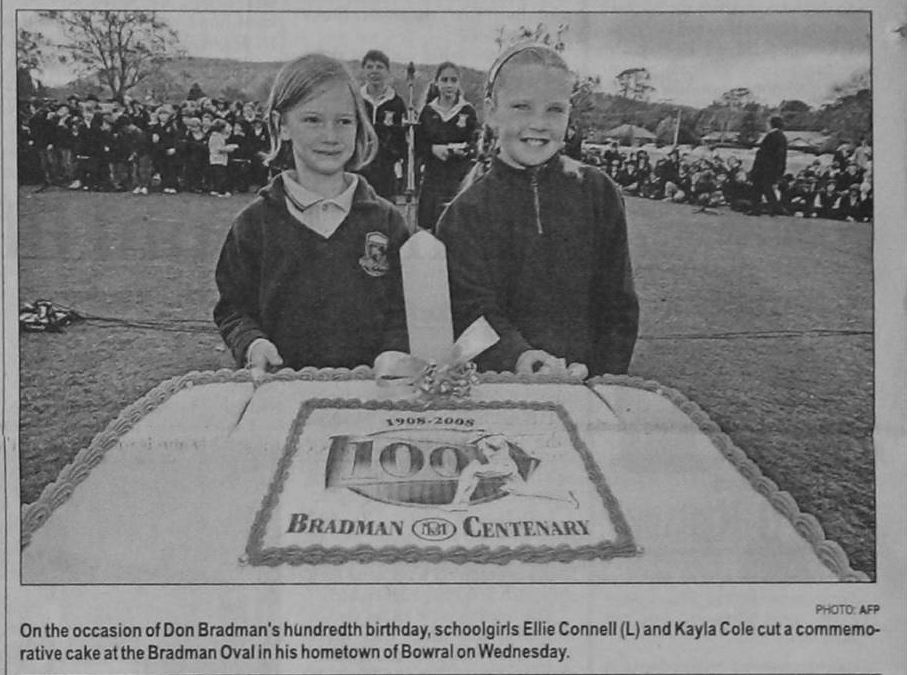 1908-2008
100
BRADMAN CENTENARY
PHOTO: AFP
On the occasion of Don Bradman's hundredth birthday, schoolgirls Ellie Connell (L) and Kayla Cole cut a commemo-
rative cake at the Bradman Oval in his hometown of Bowral on Wednesday.